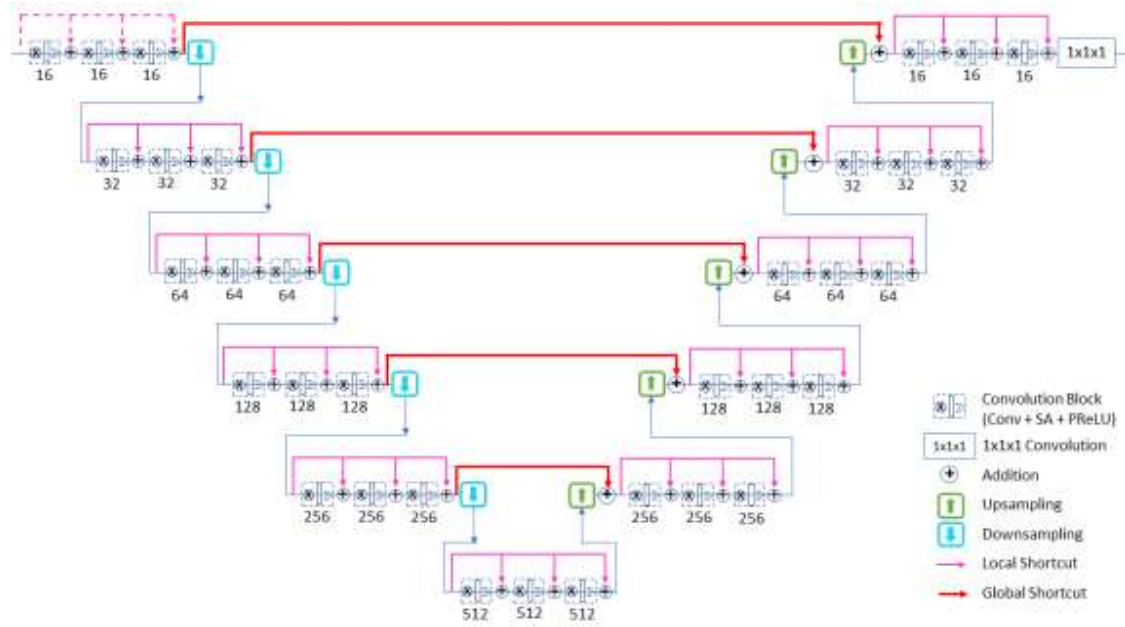 16 16 16
16 16 16
1x1x1
32 32 32
32 32 32
64 64 64
64 64 64
128 128 128
128 128 128
256 256 256
256 256 256
512 512 512
Convolution Block
(Conv + SA + PReLU)
1x1x1
1x1x1 Convolution
Addition
Upsampling
Downsampling
Local Shortcut
Global Shortcut